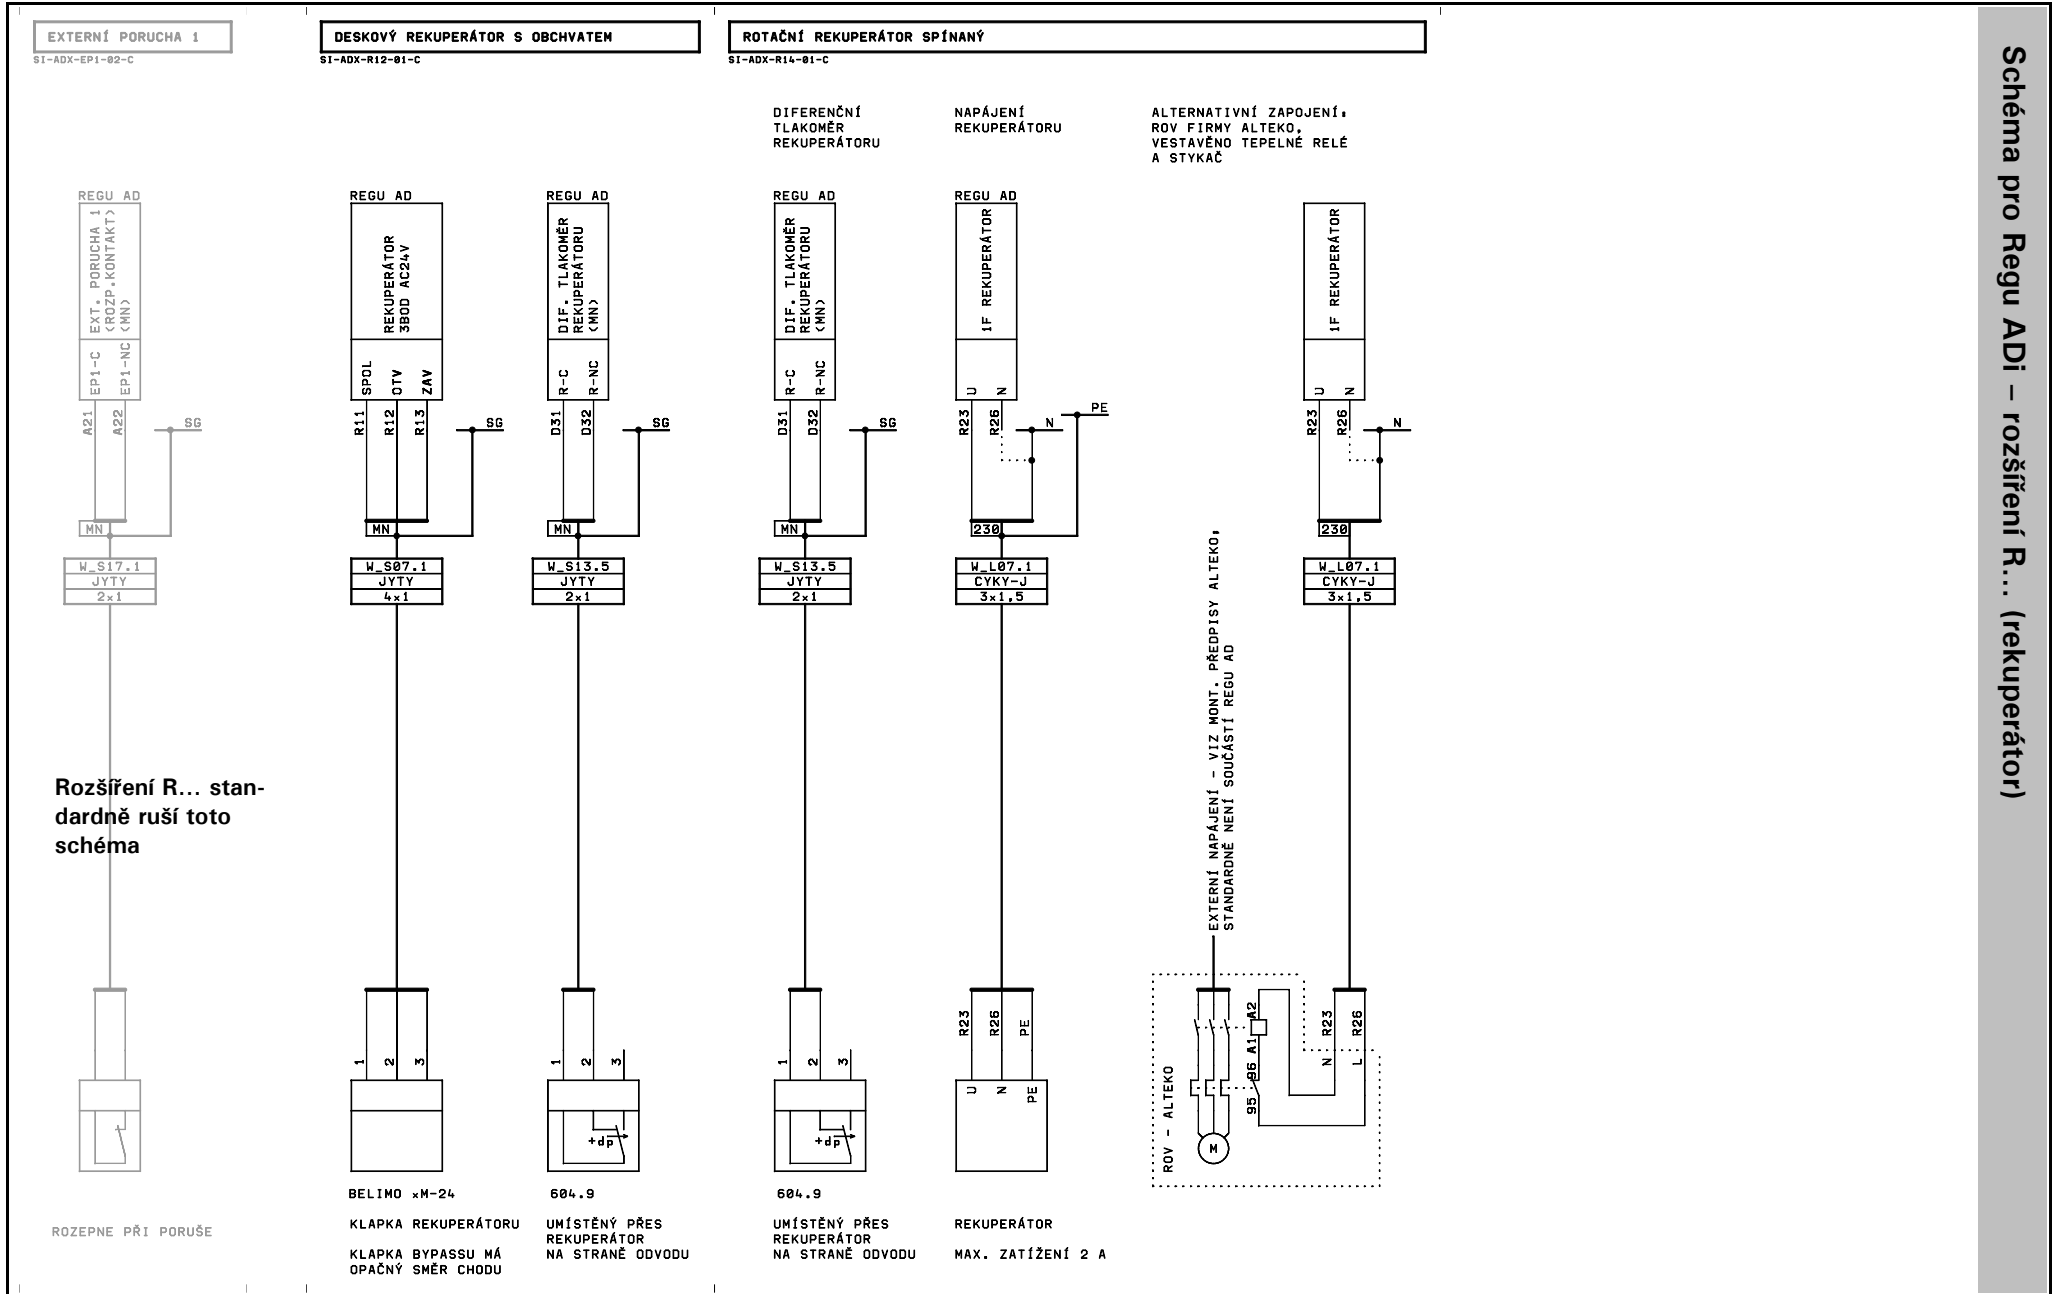 EXTERNÍ PORUCHA 1
SI-ADX-EP1-02-C
REGU AD
EXT. PORUCHA 1
(ROZP.KONTAKT)
(MN)
EP1-C
EP1-NC
A21
A22
SG
MN
W_S17.1
JYTY
2x1
Rozšíření R... stan-
dardně ruší toto
schéma
ROZEPNE PŘI PORUŠE
DESKOVÝ REKUPERÁTOR S OBCHVATEM
SI-ADX-R12-01-C
REGU AD
REKUPERÁTOR
3BOD AC24V
SPOL
OTV
ZAV
R11
R12
R13
SG
MN
W_S07.1
JYTY
4x1
1
2
3
BELIMO xM-24
KLAPKA REKUPERÁTORU
KLAPKA BYPASSU MÁ
OPAČNÝ SMĚR CHODU
REGU AD
DIF. TLAKOMĚR
REKUPERÁTORU
(MN)
R-C
R-NC
D31
D32
SG
MN
W_S13.5
JYTY
2x1
1
2
3
+dp
604.9
UMÍSTĚNÝ PŘES
REKUPERÁTOR
NA STRANĚ ODVODU
ROTAČNÍ REKUPERÁTOR SPÍNANÝ
SI-ADX-R14-01-C
DIFERENČNÍ
TLAKOMĚR
REKUPERÁTORU
REGU AD
DIF. TLAKOMĚR
REKUPERÁTORU
(MN)
R-C
R-NC
D31
D32
SG
MN
W_S13.5
JYTY
2x1
1
2
3
+dp
604.9
UMÍSTĚNÝ PŘES
REKUPERÁTOR
NA STRANĚ ODVODU
NAPÁJENÍ
REKUPERÁTORU
REGU AD
1F REKUPERÁTOR
U
N
R23
R26
N
PE
230
W_L07.1
CYKY-J
3x1,5
R23
R26
PE
U
N
PE
REKUPERÁTOR
MAX. ZATÍŽENÍ 2 A
ALTERNATIVNÍ ZAPOJENÍ:
ROV FIRMY ALTEKO,
VESTAVĚNO TEPELNÉ RELÉ
A STYKAČ
1F REKUPERÁTOR
U
N
R23
R26
N
230
W_L07.1
CYKY-J
3x1,5
EXTERNÍ NAPÁJENÍ - VIZ MONT. PŘEDPISY ALTEKO,
STANDARDNĚ NENÍ SOUČÁSTÍ REGU AD
A2
A1
96
95
R23
R26
N
L
M
ROV - ALTEKO
Schéma pro Regu ADi – rozšíření R... (rekuperátor)